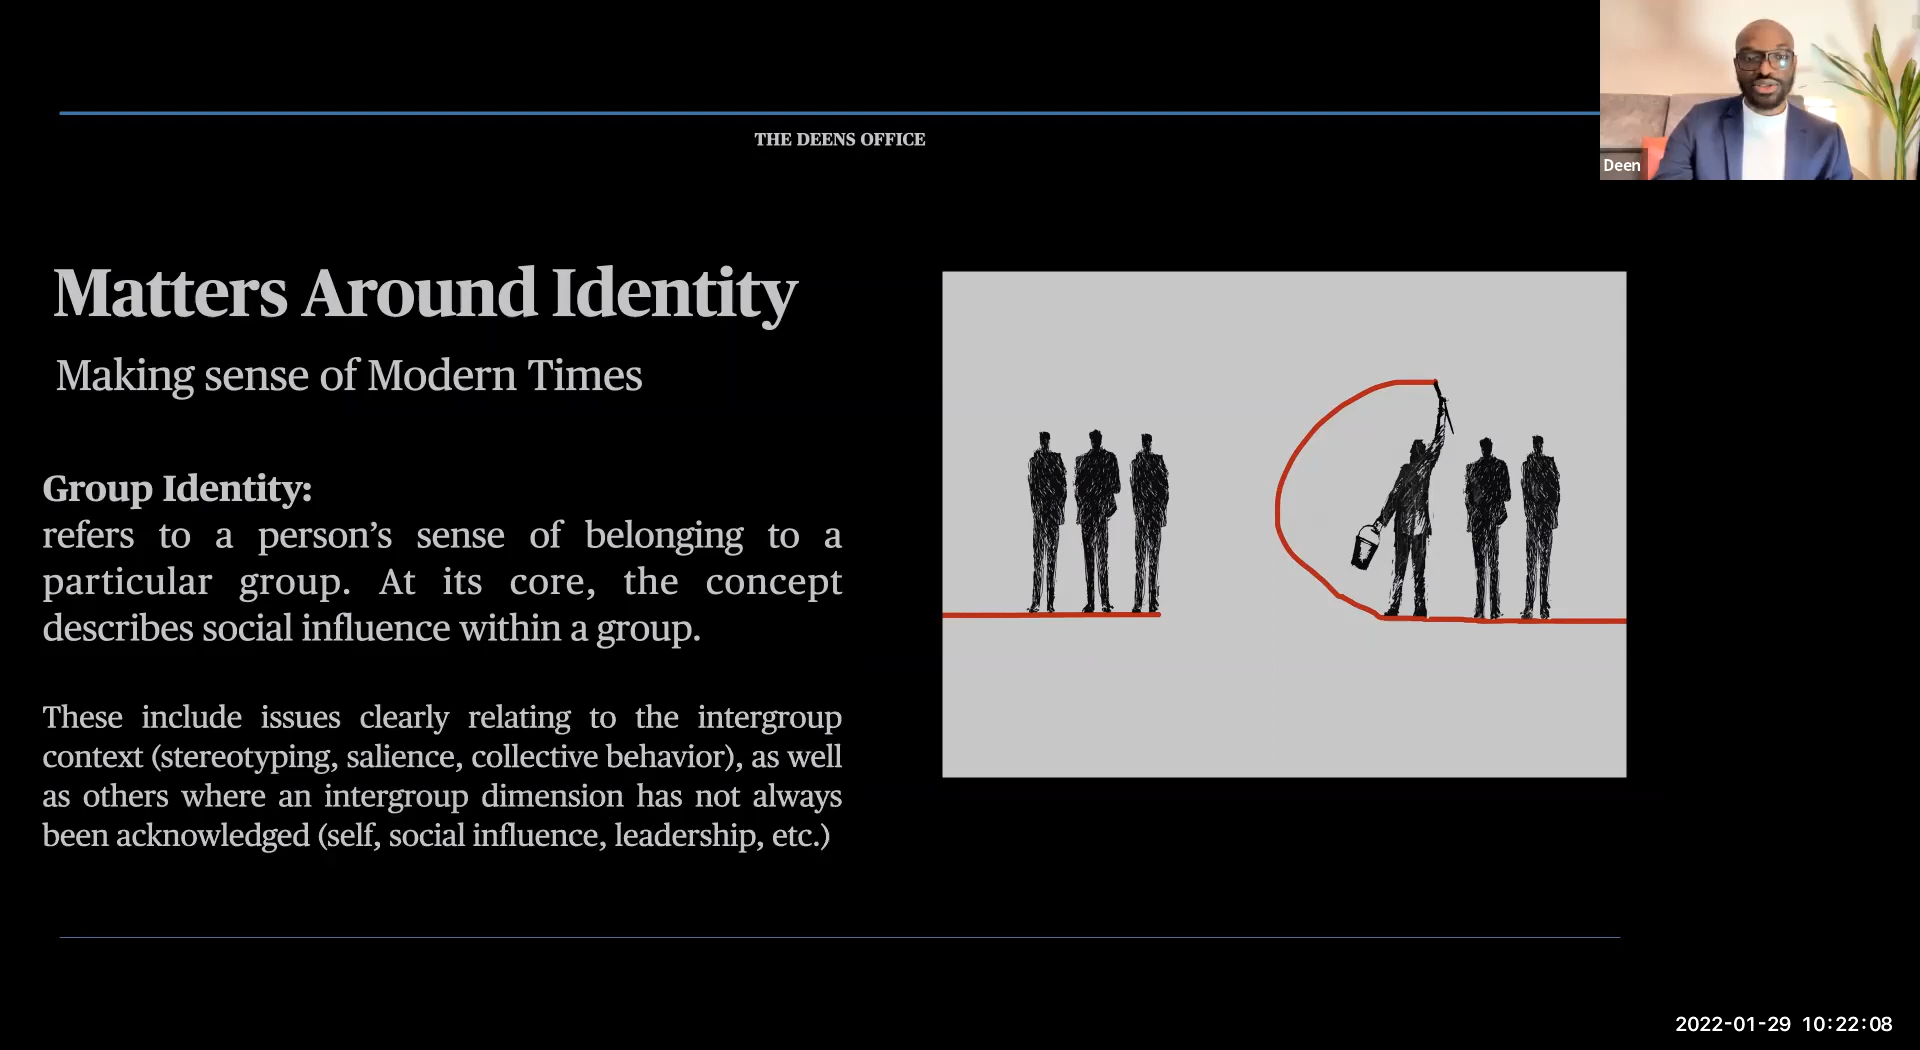 THE DEENS OFFICE
Deen
Matters Around Identity
Making sense of Modern Times
Group Identity:
refers to a person’s sense of belonging to a
particular group. At its core, the concept
describes social influence within a group.
These include issues clearly relating to the intergroup
context (stereotyping, salience, collective behavior), as well
as others where an intergroup dimension has not always
been acknowledged (self, social influence, leadership, etc.)
2022-01-29 10:22:08